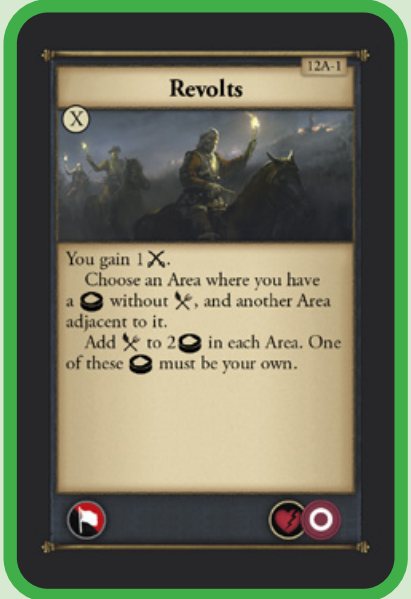 12A-1
Revolts
X
You gain 1.
Choose an Area where you have
a without , and another Area
adjacent to it.
Add to 2 in each Area. One
of these must be your own.